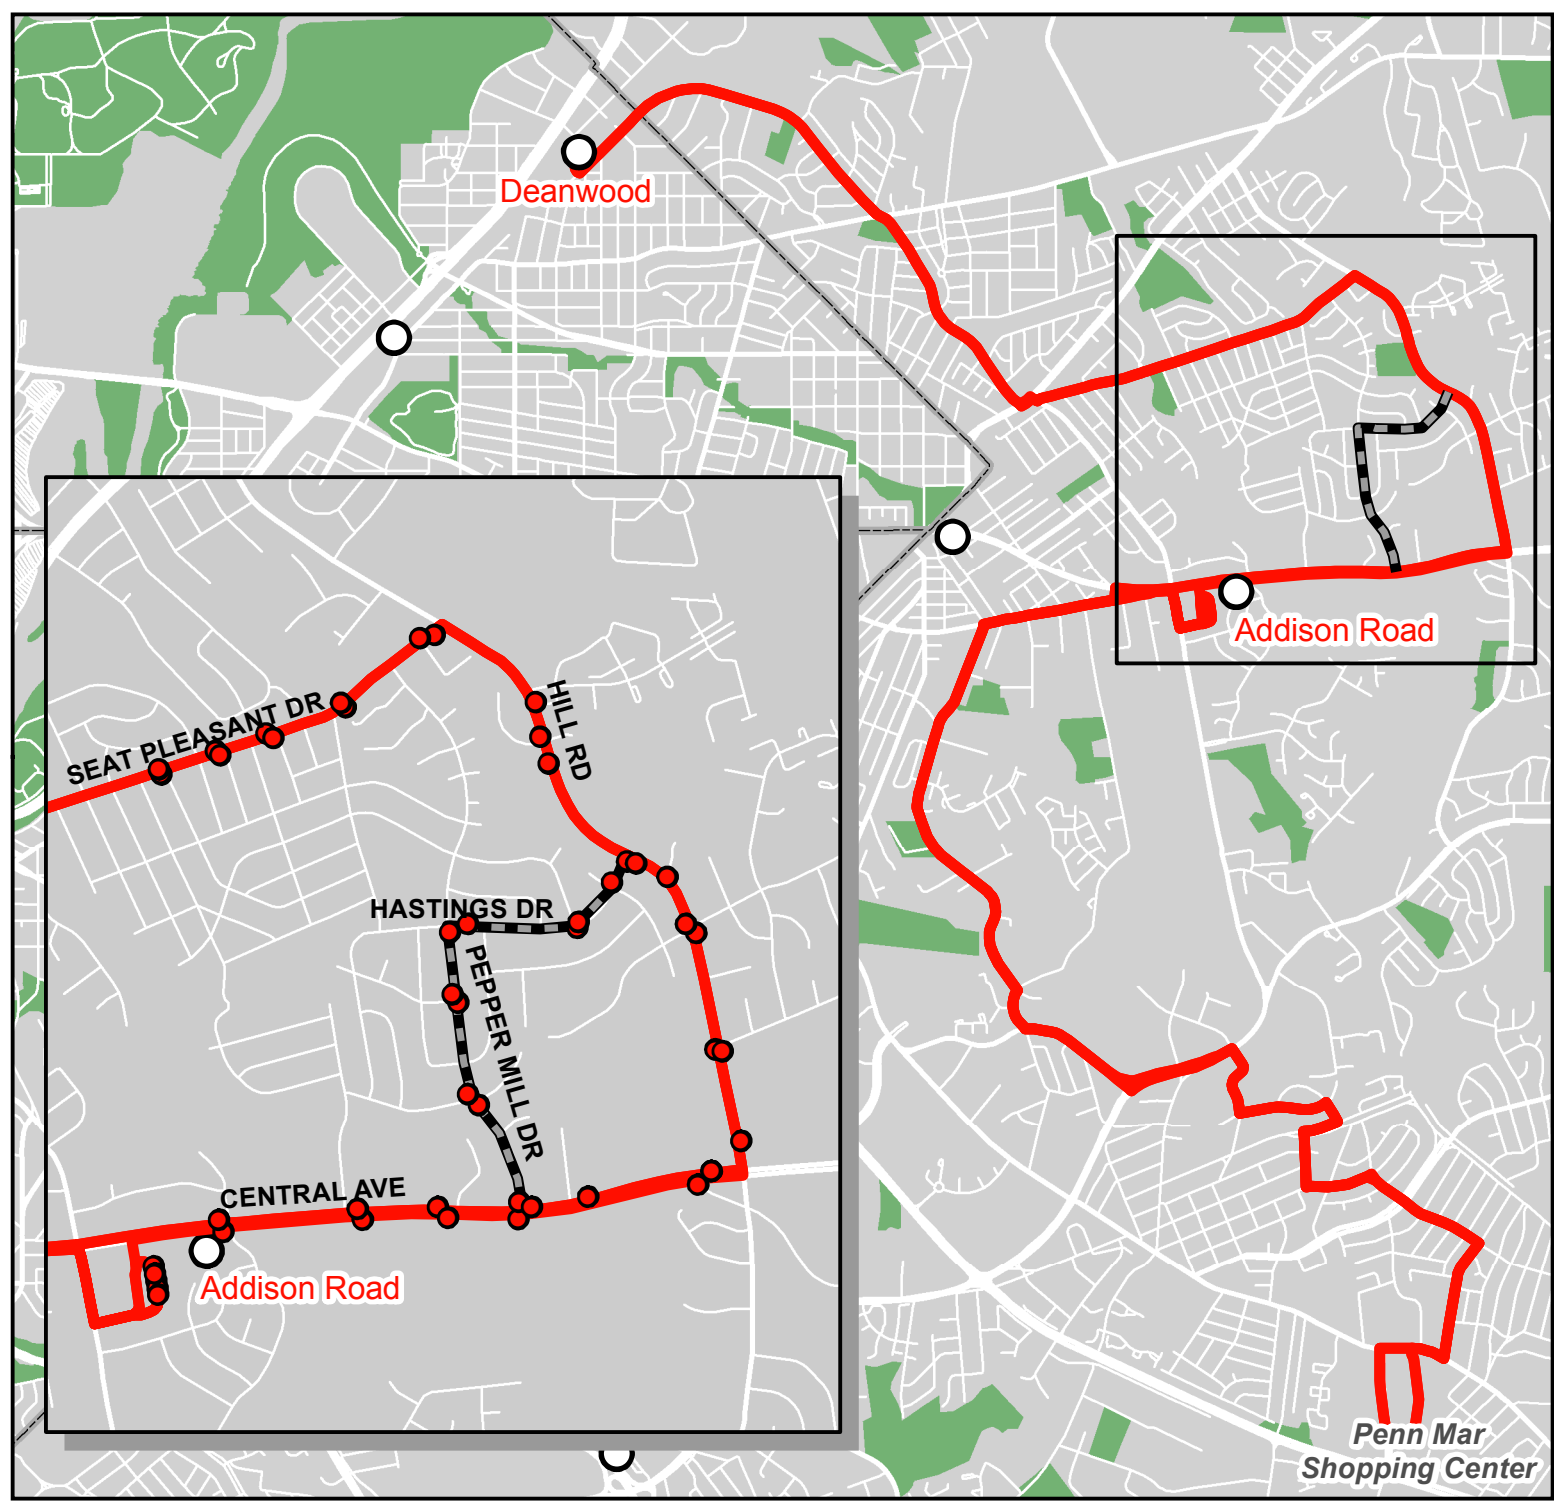 Deanwood
Addison Road
SEAT PLEASANT DR
HILL RD
HASTINGS DR
PEPPER MILL DR
CENTRAL AVE
Addison Road
Penn Mar
Shopping Center